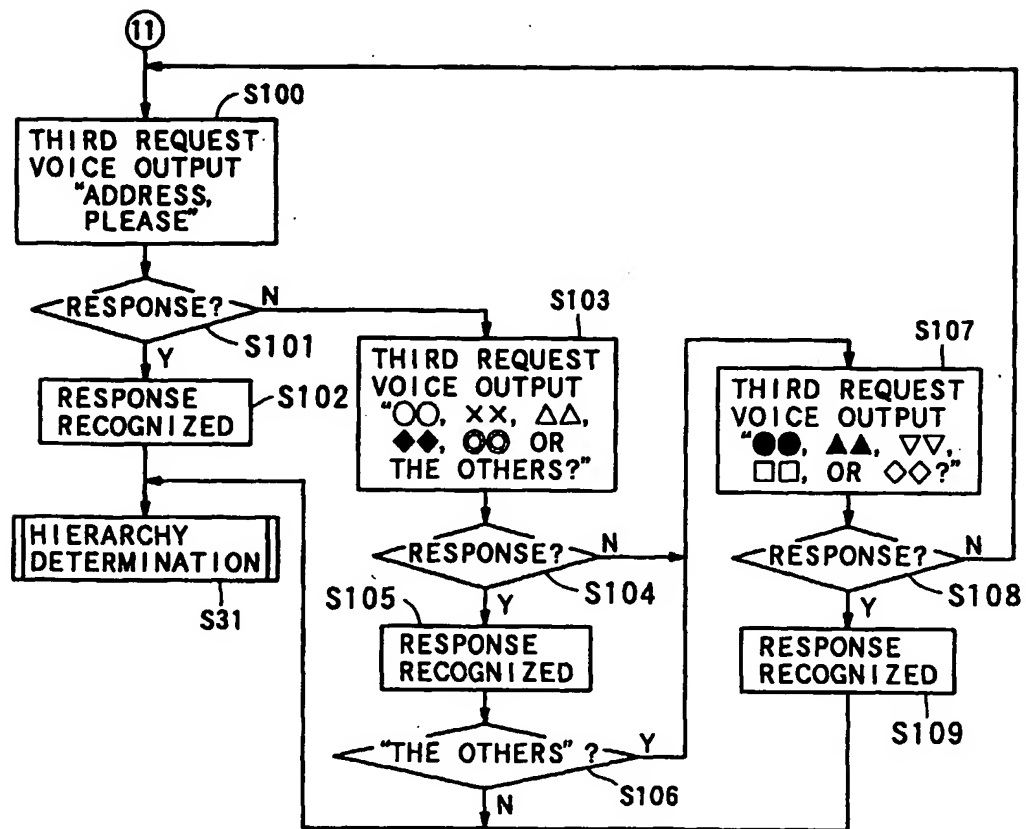 11
S100
THIRD REQUEST
VOICE OUTPUT
"ADDRESS,
PLEASE"
RESPONSE?
N
S101
Y
RESPONSE
RECOGNIZED
S102
HIERARCHY
DETERMINATION
S31
S103
THIRD REQUEST
VOICE OUTPUT
"○○, ××, △△,
◆◆, ◎◎ OR
THE OTHERS?"
RESPONSE?
N
S104
Y
S105
RESPONSE
RECOGNIZED
"THE OTHERS"?
Y
S106
N
S107
THIRD REQUEST
VOICE OUTPUT
"●●, ▲▲, ▽▽,
□□, OR ◇◇?"
RESPONSE?
N
S108
Y
RESPONSE
RECOGNIZED
S109